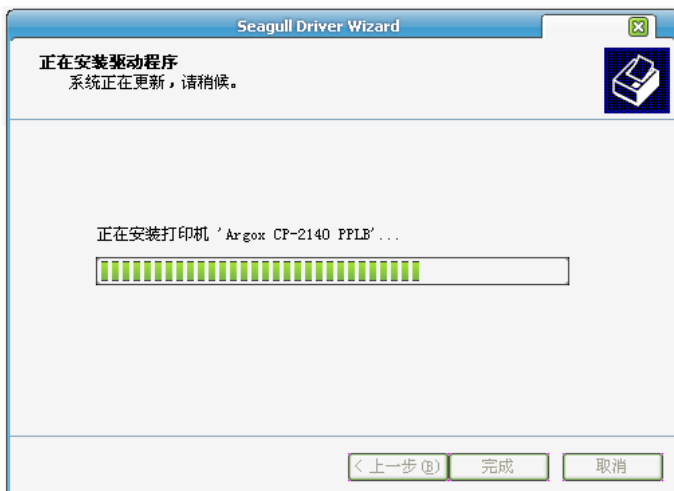 Seagull Driver Wizard
正在安装驱动程序
系统正在更新，请稍候。
正在安装打印机 'Argox CP-2140 PPLB'...
< 上一步(B)
完成
取消